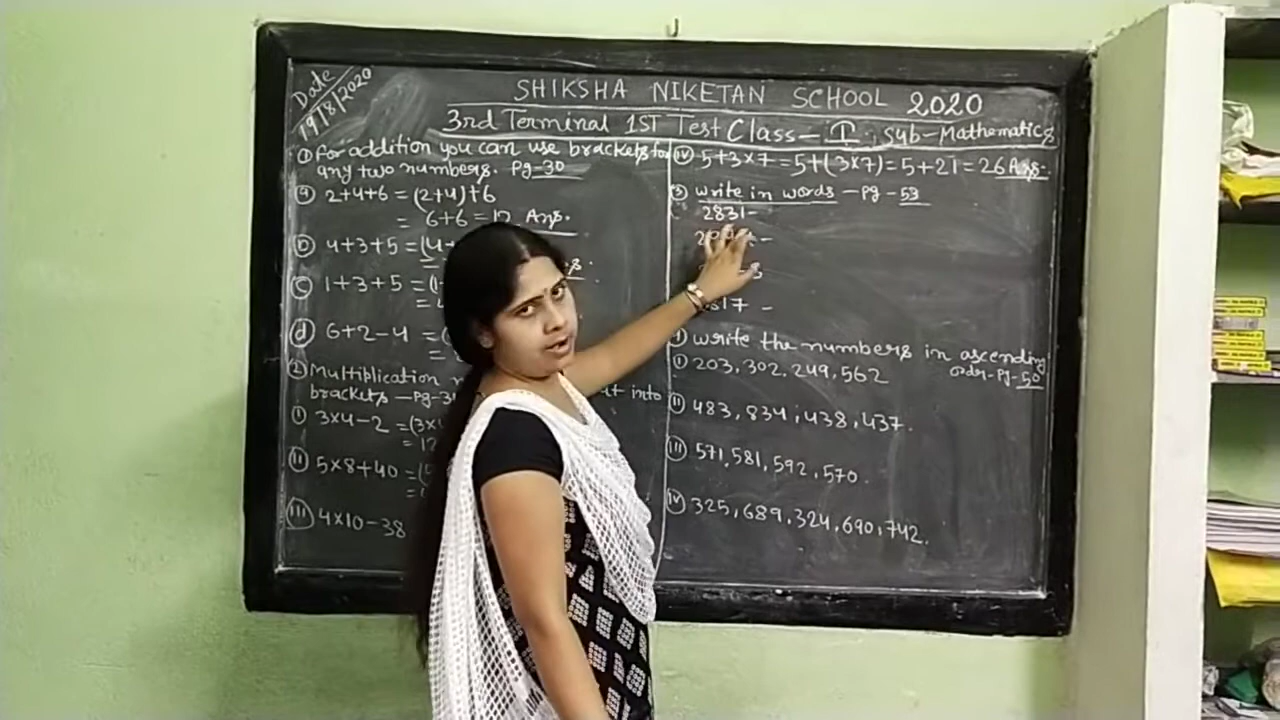 Date
19/8/2020
SHIKSHA NIKETAN SCHOOL 2020
3rd Terminal 1ST Test Class - I, Sub-Mathematics
① For addition you can use brackets for
any two numbers. Pg-30
2+4+6 = (2+4)+6
= 6+6 = 12 Ans.
4+3+5 = (4+
Ⓒ 1+3+5 = (1
ⓓ 6+2-4 = (
② Multiplication
brackets - Pg-3 into
Ⓘ 3x4-2 = (3x4
= 12
Ⓘⓘ 5x8+40 = (5
ⒾⒾⒾ 4x10-38
ⓘⓥ 5+3x7 = 5+(3x7) = 5+21 = 26 Ans.
③ Write in words - Pg - 53
2831-
817 -
Write the numbers in ascending
order-Pg-50
ⓘ 203, 302, 249, 562
ⓘⓘ 483, 834, 438, 437.
ⓘⓘⓘ 571, 581, 592, 570.
ⓘⓥ 325, 689, 324, 690, 742.